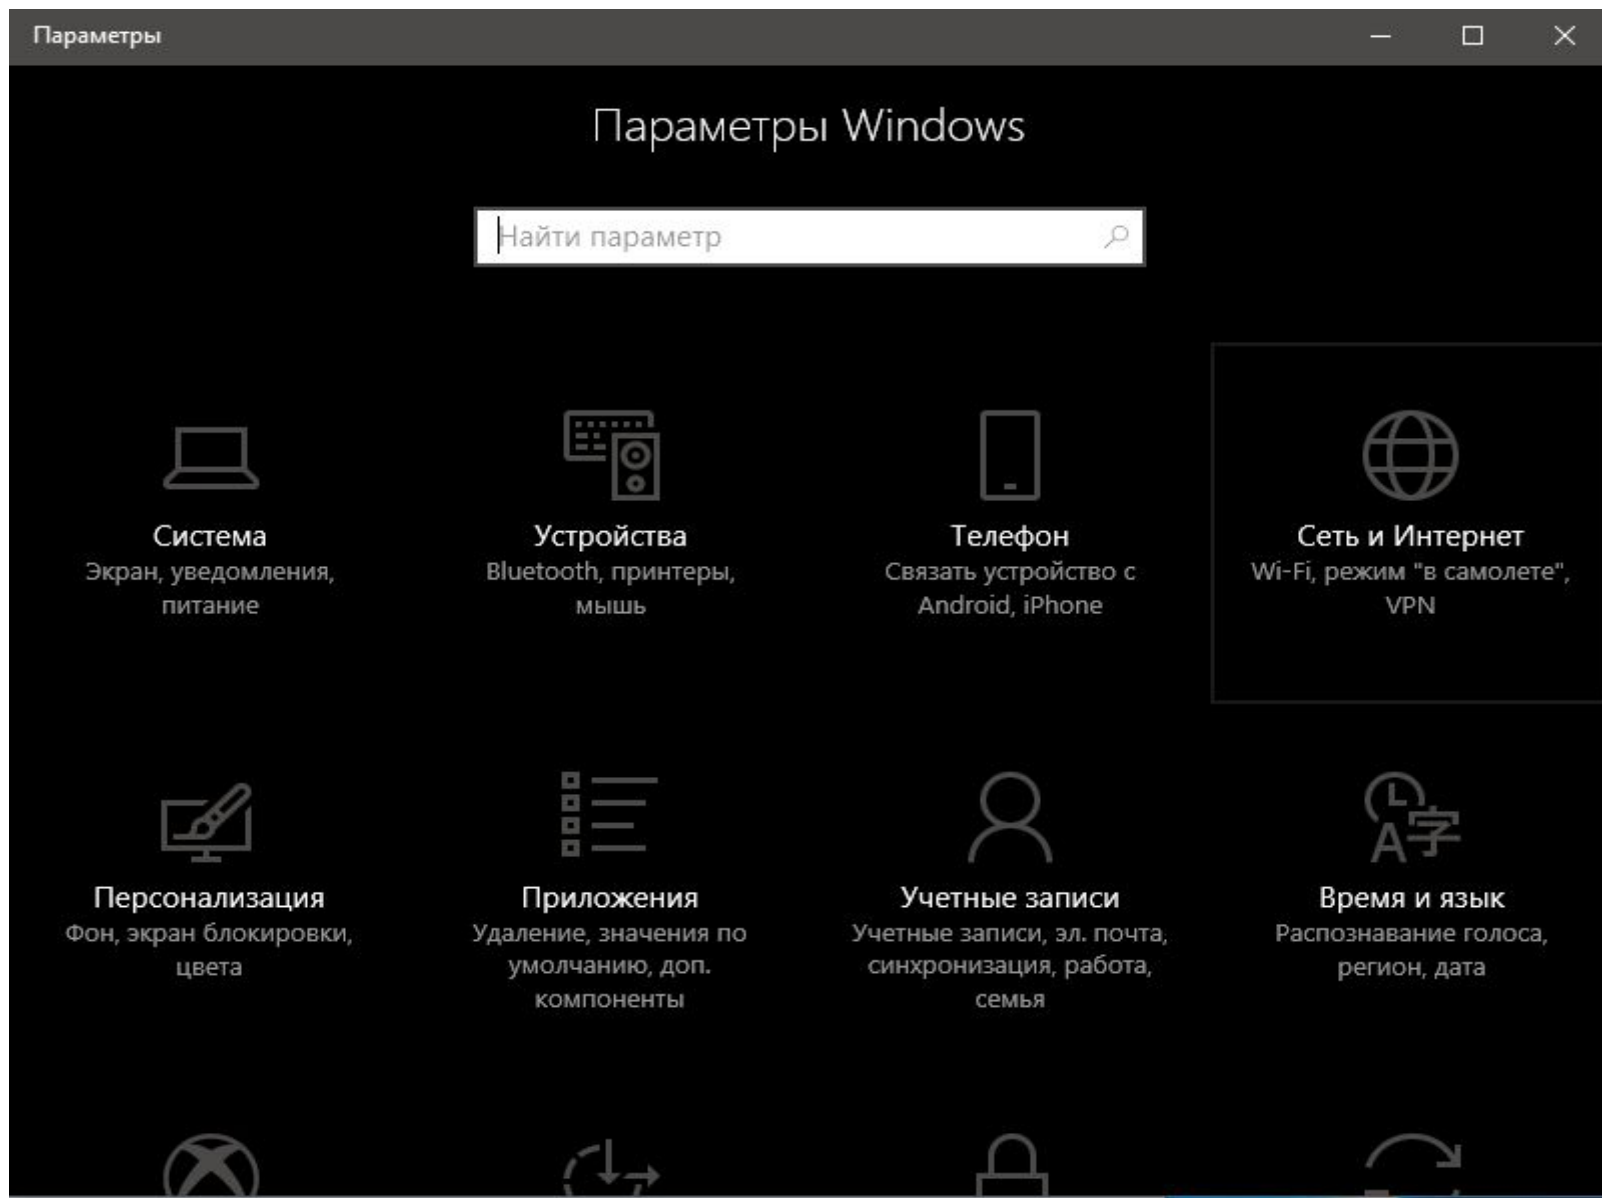 Параметры
Параметры Windows
Найти параметр
Система
Экран, уведомления,
питание
Устройства
Bluetooth, принтеры,
мышь
Телефон
Связать устройство с
Android, iPhone
Сеть и Интернет
Wi-Fi, режим "в самолете",
VPN
Персонализация
Фон, экран блокировки,
цвета
Приложения
Удаление, значения по
умолчанию, доп.
компоненты
Учетные записи
Учетные записи, эл. почта,
синхронизация, работа,
семья
Время и язык
Распознавание голоса,
регион, дата